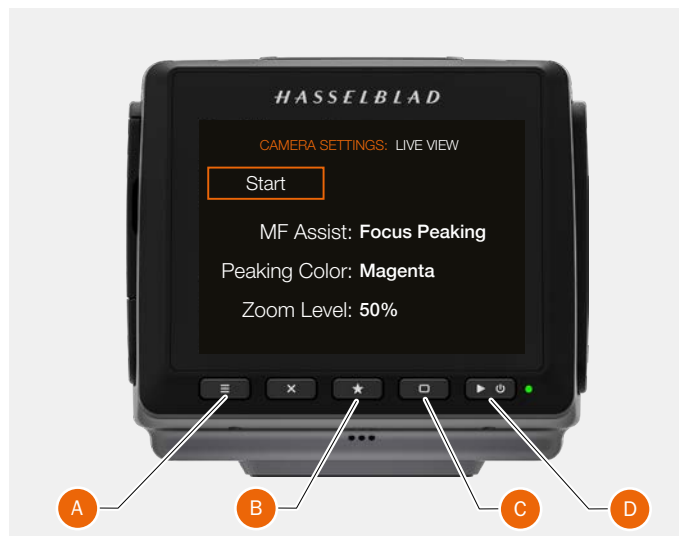 HASSELBLAD
CAMERA SETTINGS: LIVE VIEW
Start
MF Assist: Focus Peaking
Peaking Color: Magenta
Zoom Level: 50%
A
B
C
D